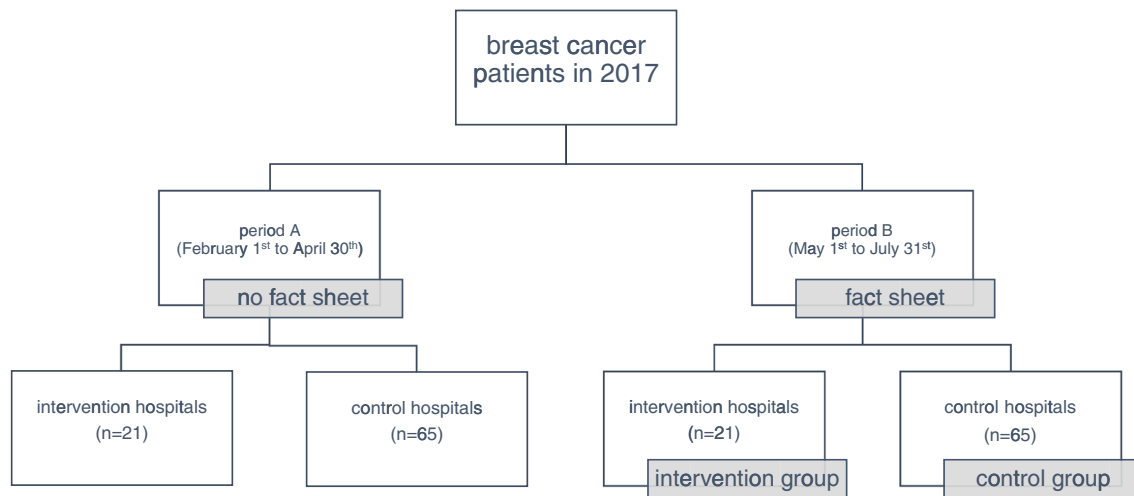 breast cancer
patients in 2017
period A
(February 1st to April 30th)
no fact sheet
period B
(May 1st to July 31st)
fact sheet
intervention hospitals
(n=21)
control hospitals
(n=65)
intervention hospitals
(n=21)
intervention group
control hospitals
(n=65)
control group